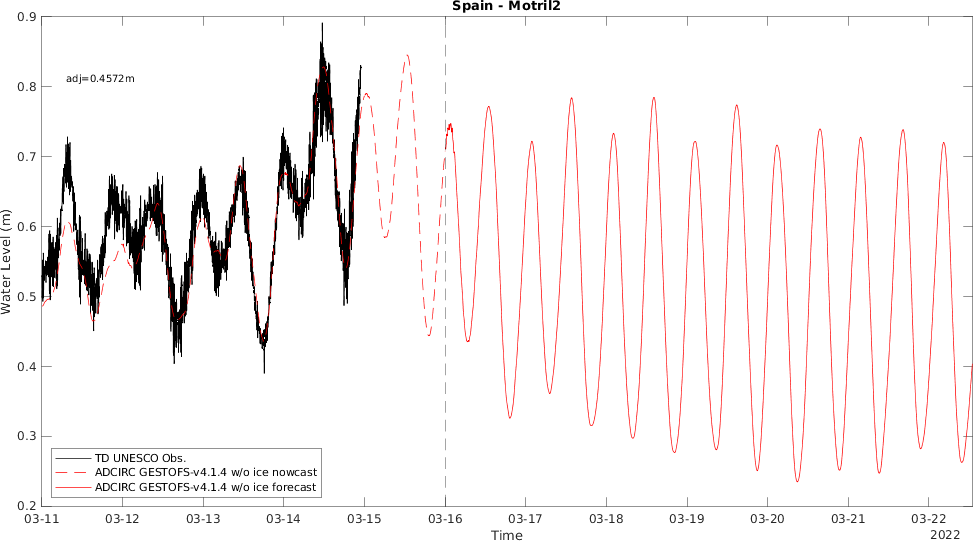 Spain - Motril2
adj=0.4572m
0.9
0.8
0.7
0.6
0.5
0.4
0.3
0.2
Water Level (m)
TD UNESCO Obs.
ADCIRC GESTOFS-v4.1.4 w/o ice nowcast
ADCIRC GESTOFS-v4.1.4 w/o ice forecast
03-11 03-12 03-13 03-14 03-15 03-16 03-17 03-18 03-19 03-20 03-21 03-22
2022
Time